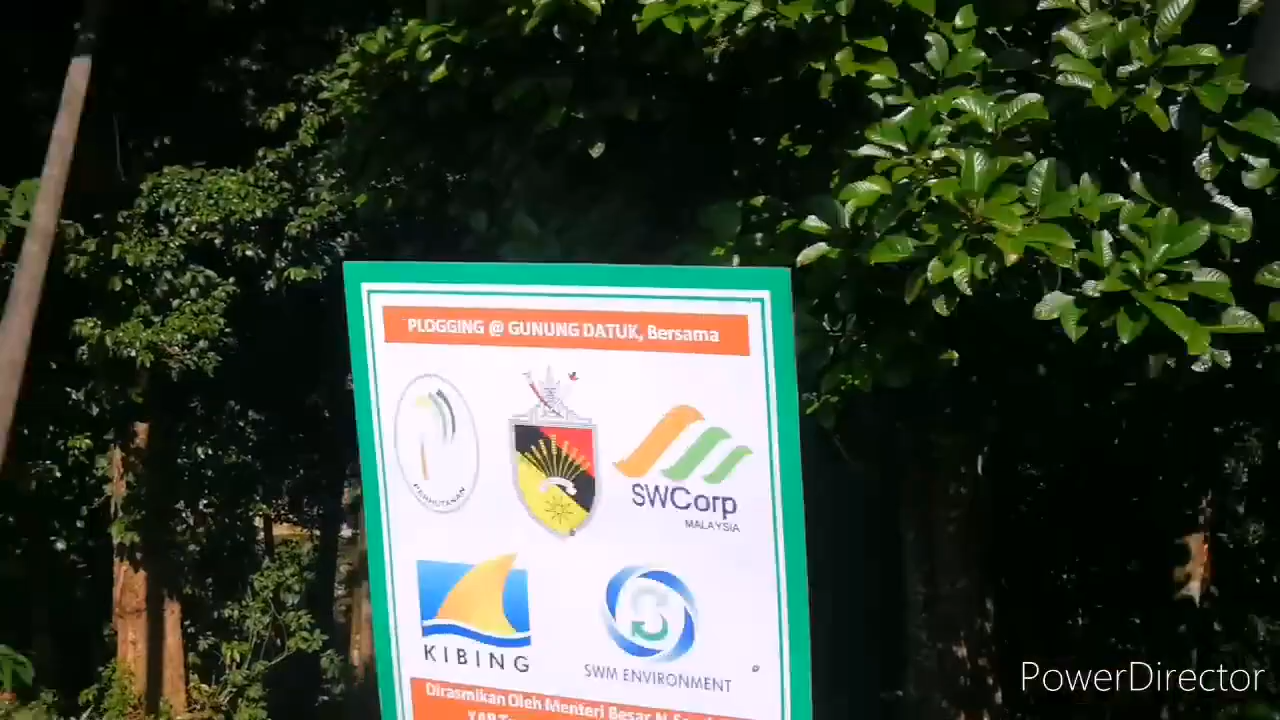 PLOGGING @ GUNUNG DATUK, Bersama
PERHUTANAN
SWCorp
MALAYSIA
KIBING
SWM ENVIRONMENT
Dirasmikan Oleh Menteri Besar N.
PowerDirector